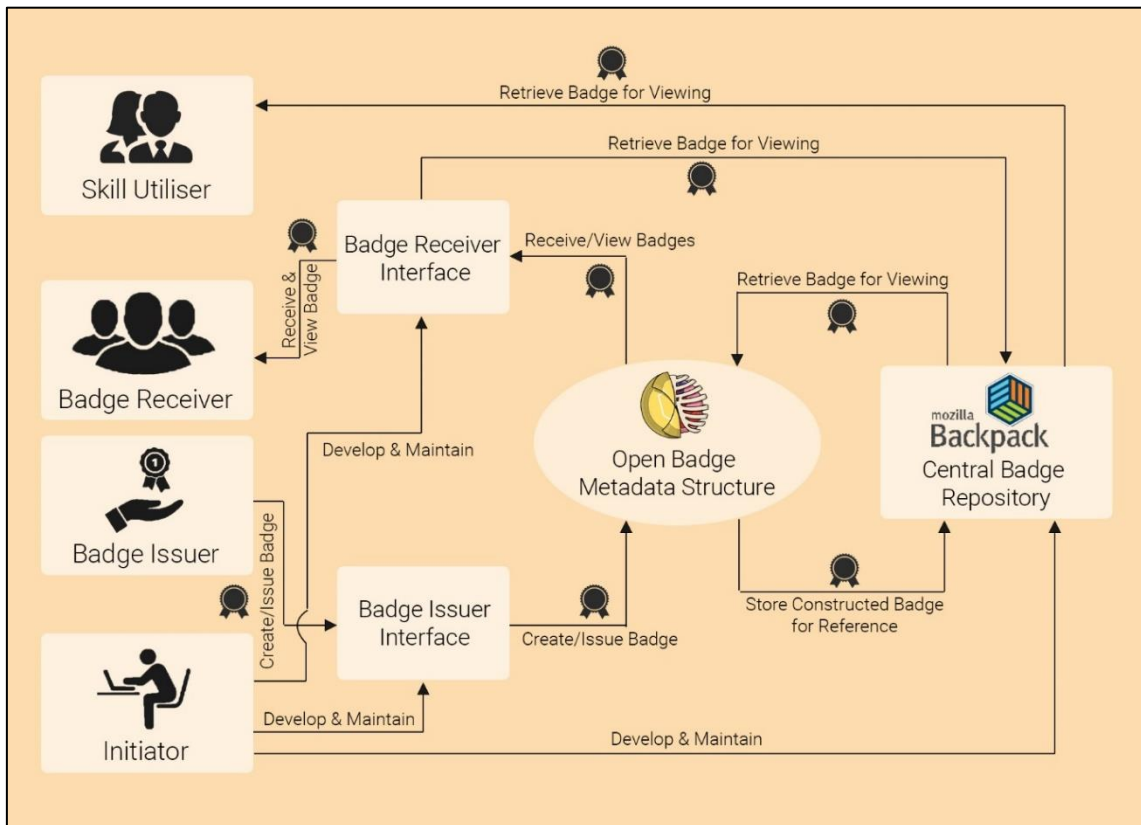 Retrieve Badge for Viewing
Skill Utiliser
Retrieve Badge for Viewing
Badge Receiver
Interface
Receive/View Badges
Retrieve Badge for Viewing
Receive &
View Badge
Badge Receiver
Develop & Maintain
Open Badge
Metadata Structure
mozilla
Backpack
Central Badge
Repository
1
Badge Issuer
Create/Issue Badge
Badge Issuer
Interface
Create/Issue Badge
Store Constructed Badge
for Reference
Initiator
Develop & Maintain
Develop & Maintain